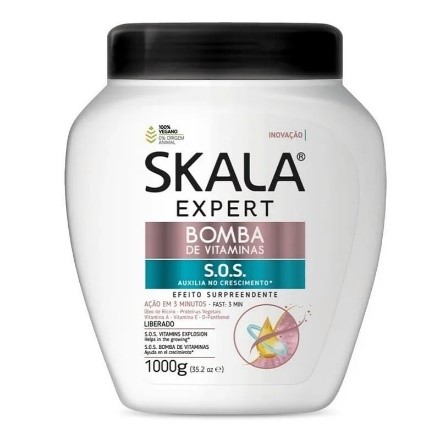 100%
VEGANO
0% ORIGEM
ANIMAL
INOVAÇÃO
SKALA®
EXPERT
BOMBA
DE VITAMINAS
S.O.S.
AUXILIA NO CRESCIMENTO*
EFEITO SURPREENDENTE
AÇÃO EM 3 MINUTOS - FAST: 3 MIN
Óleo de Rícino - Proteínas Vegetais
Vitamina A - Vitamina E - D-Panthenol
LIBERADO
S.O.S. VITAMINS EXPLOSION
Helps in the growing*
S.O.S. BOMBA DE VITAMINAS
Ayuda en el crecimiento*
1000g (35.2 oz)